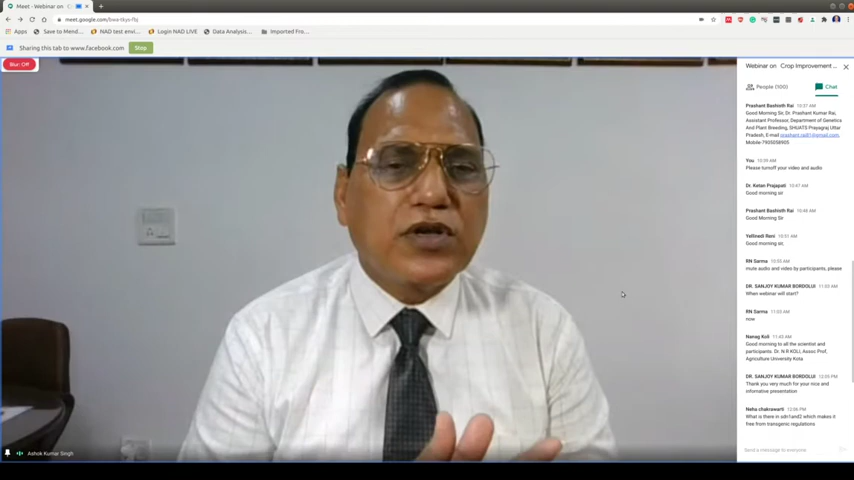 Meet - Webinar on
meet.google.com/bwa-tkys-fbj
Apps
Save to Mend...
NAD test envi...
Login NAD LIVE
Data Analysis...
Imported Fro...
Sharing this tab to www.facebook.com
Stop
Blur: Off
Webinar on Crop Improvement ...
People (100)
Chat
Prashant Bashisth Rai 10:37 AM
Good Morning Sir, Dr. Prashant Kumar Rai,
Assistant Professor, Department of Genetics
And Plant Breeding, SHUATS Prayagraj Uttar
Pradesh, E-mail prashant.rai81@gmail.com,
Mobile-7905058905
You 10:39 AM
Please turnoff your video and audio
Dr. Ketan Prajapati 10:47 AM
Good morning sir
Prashant Bashisth Rai 10:48 AM
Good Morning Sir
Yellinedi Rani 10:51 AM
Good morning sir,
RN Sarma 10:55 AM
mute audio and video by participants, please
DR. SANJOY KUMAR BORDOLUI 11:03 AM
When webinar will start?
RN Sarma 11:03 AM
now
Nanag Koli 11:43 AM
Good morning to all the scientist and
participants. Dr. N R KOLI, Assoc Prof,
Agriculture University Kota
DR. SANJOY KUMAR BORDOLUI 12:05 PM
Thank you very much for your nice and
informative presentation
Neha chakrawarti 12:06 PM
What is there in sdn1and2 which makes it
free from transgenic regulations
Send a message to everyone
Ashok Kumar Singh